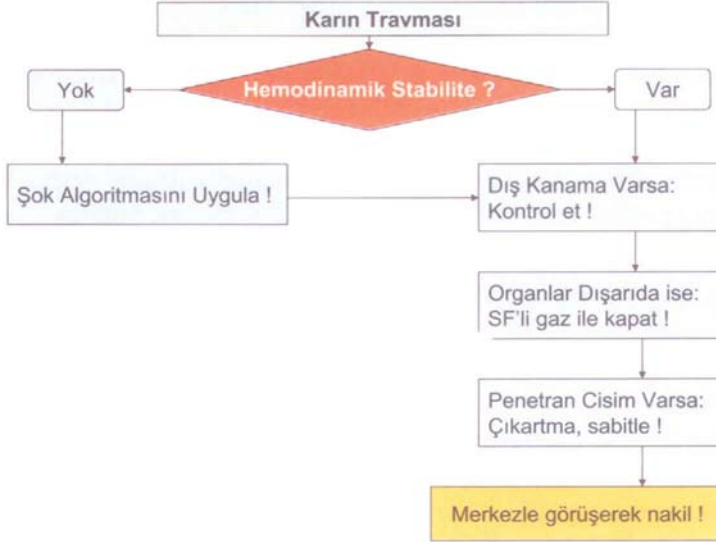 Karın Travması
Hemodinamik Stabilite ?
Yok
Var
Şok Algoritmasını Uygula !
Dış Kanama Varsa:
Kontrol et !
Organlar Dışarıda ise:
SF'li gaz ile kapat !
Penetran Cisim Varsa:
Çıkartma, sabitle !
Merkezle görüşerek nakil !